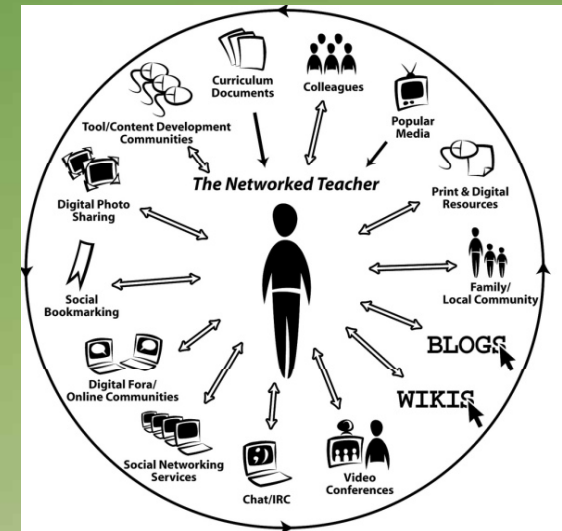 Curriculum
Documents
Colleagues
Popular
Media
Tool/Content Development
Communities
The Networked Teacher
Print & Digital
Resources
Digital Photo
Sharing
Family/
Local Community
Social
Bookmarking
BLOGS
Digital Fora/
Online Communities
WIKIS
Social Networking
Services
Chat/IRC
Video
Conferences